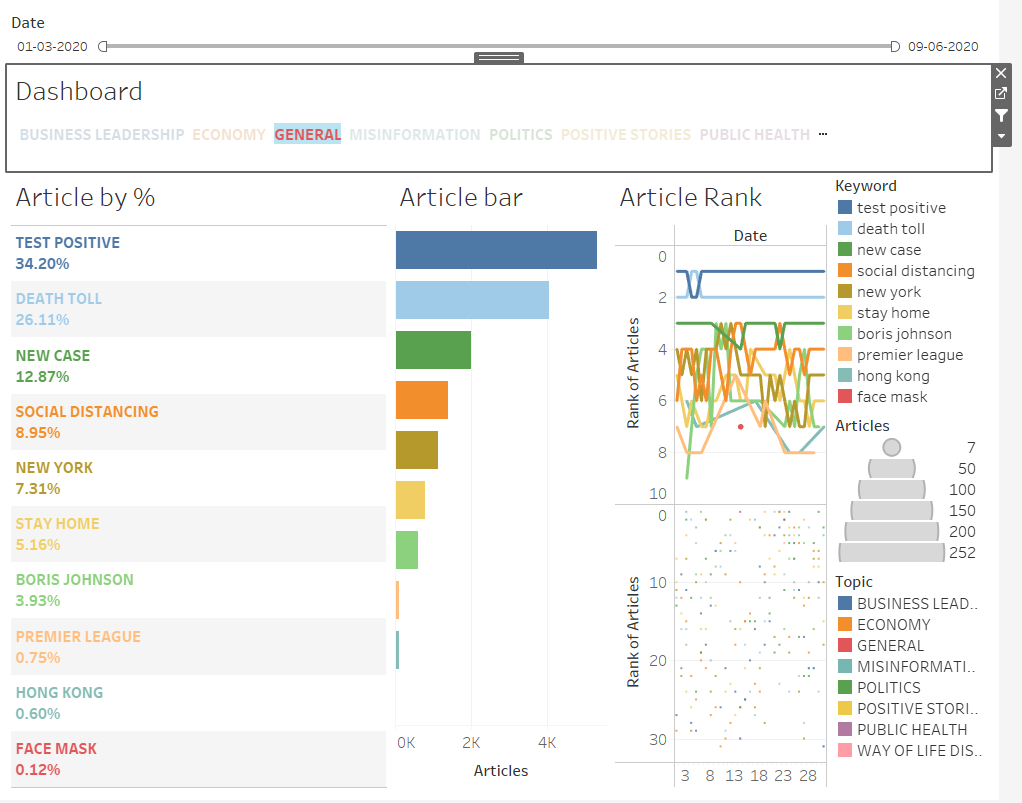 Date
01-03-2020 09-06-2020
Dashboard
BUSINESS LEADERSHIP ECONOMY GENERAL MISINFORMATION POLITICS POSITIVE STORIES PUBLIC HEALTH ...
Article by %
TEST POSITIVE
34.20%
DEATH TOLL
26.11%
NEW CASE
12.87%
SOCIAL DISTANCING
8.95%
NEW YORK
7.31%
STAY HOME
5.16%
BORIS JOHNSON
3.93%
PREMIER LEAGUE
0.75%
HONG KONG
0.60%
FACE MASK
0.12%
Article bar
0K 2K 4K
Articles
Article Rank
Date
Rank of Articles
0
2
4
6
8
10
Rank of Articles
0
10
20
30
3 8 13 18 23 28
Keyword
test positive
death toll
new case
social distancing
new york
stay home
boris johnson
premier league
hong kong
face mask
Articles
7
50
100
150
200
252
Topic
BUSINESS LEAD..
ECONOMY
GENERAL
MISINFORMATI..
POLITICS
POSITIVE STORI..
PUBLIC HEALTH
WAY OF LIFE DIS..